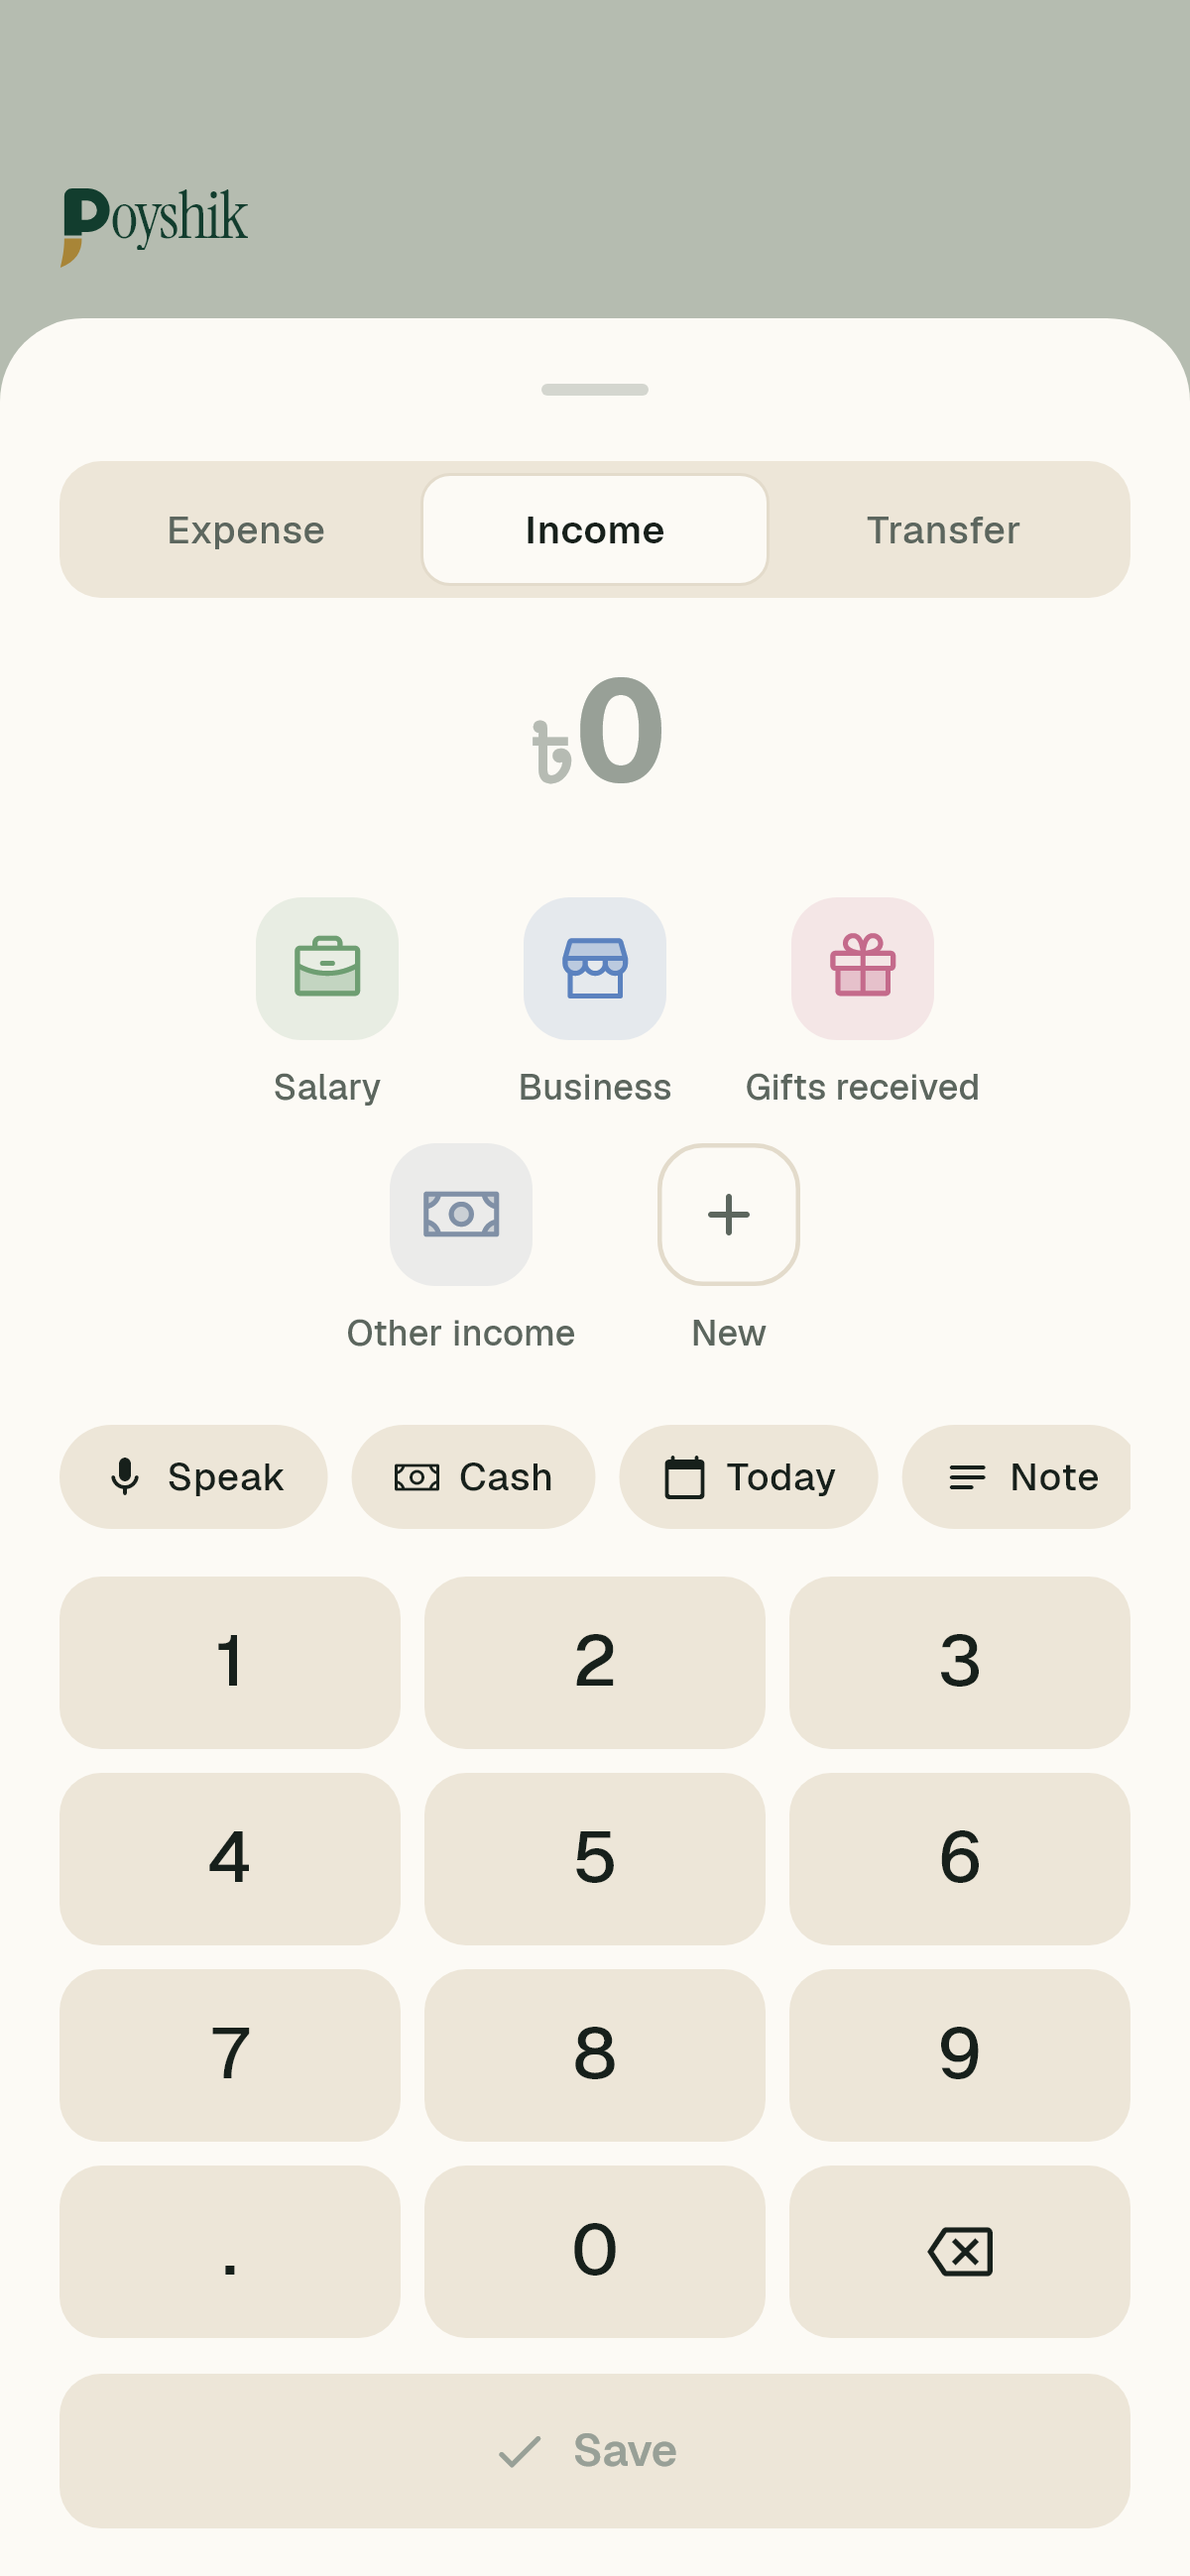 Poyshik
Expense Income Transfer
৳0
Salary Business Gifts received
Other income New
Speak Cash Today Note
1 2 3
4 5 6
7 8 9
. 0
Save